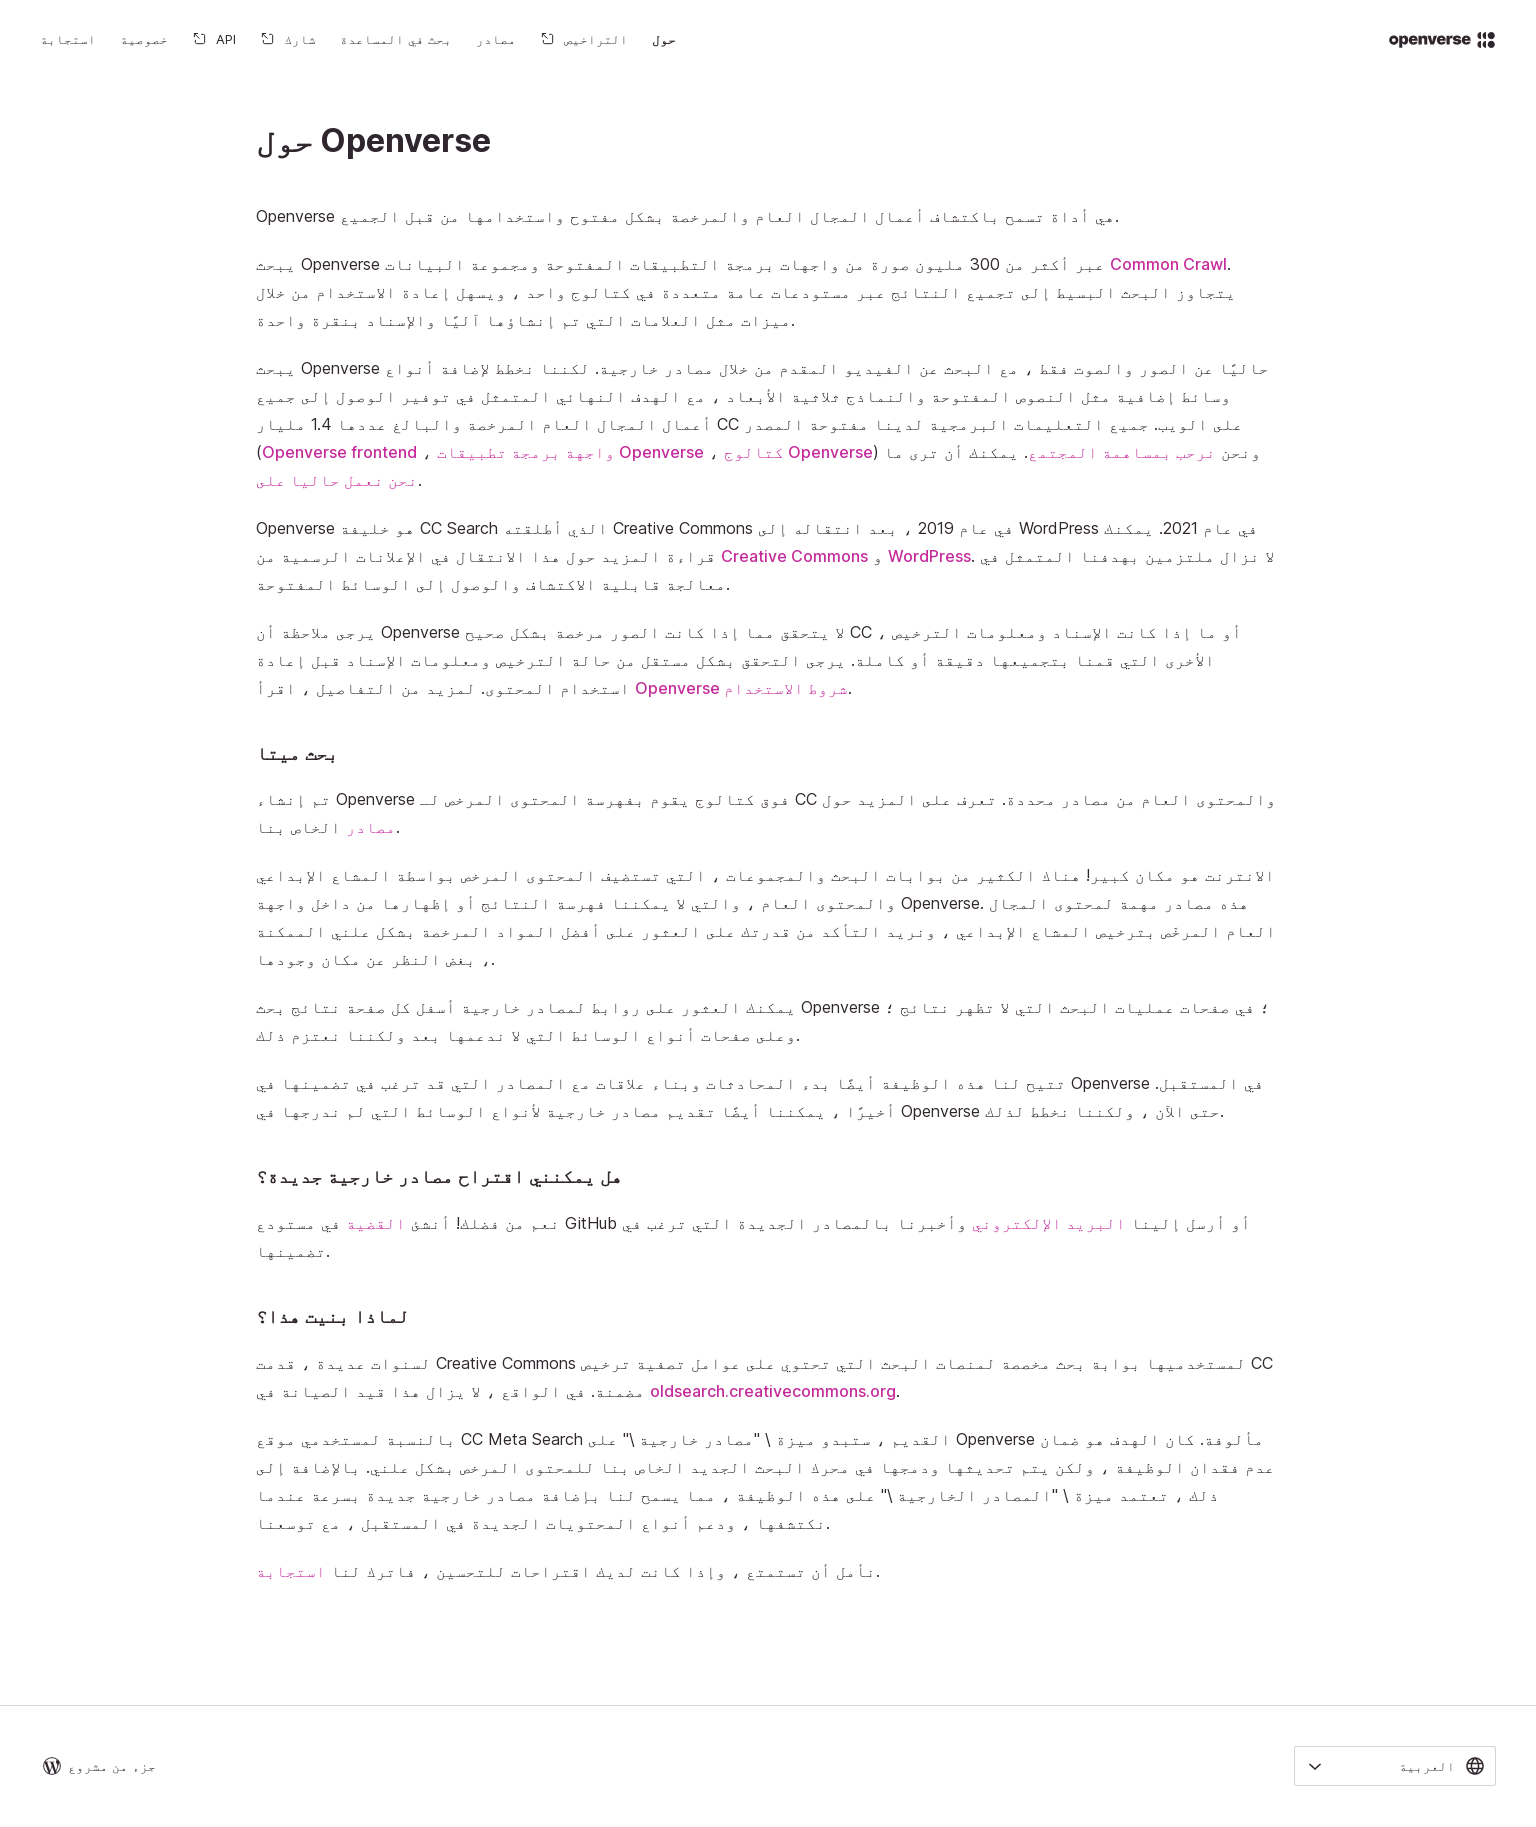 openverse
حول
التراخيص
مصادر
بحث في المساعدة
شارك
API
خصوصية
استجابة
حول Openverse
Openverse هي أداة تسمح باكتشاف أعمال المجال العام والمرخصة بشكل مفتوح واستخدامها من قبل الجميع.
يبحث Openverse عبر أكثر من 300 مليون صورة من واجهات برمجة التطبيقات المفتوحة ومجموعة البيانات Common Crawl.
يتجاوز البحث البسيط إلى تجميع النتائج عبر مستودعات عامة متعددة في كتالوج واحد ، ويسهل إعادة الاستخدام من خلال
ميزات مثل العلامات التي تم إنشاؤها آليًا والإسناد بنقرة واحدة.
يبحث Openverse حاليًا عن الصور والصوت فقط ، مع البحث عن الفيديو المقدم من خلال مصادر خارجية. لكننا نخطط لإضافة أنواع
وسائط إضافية مثل النصوص المفتوحة والنماذج ثلاثية الأبعاد ، مع الهدف النهائي المتمثل في توفير الوصول إلى جميع
أعمال المجال العام المرخصة والبالغ عددها 1.4 مليار CC على الويب. جميع التعليمات البرمجية لدينا مفتوحة المصدر
(Openverse frontend ، واجهة برمجة تطبيقات Openverse ، كتالوج Openverse) ونحن نرحب بمساهمة المجتمع. يمكنك أن ترى ما
نحن نعمل حاليا على.
Openverse هو خليفة CC Search الذي أطلقته Creative Commons في عام 2019 ، بعد انتقاله إلى WordPress في عام 2021. يمكنك
قراءة المزيد حول هذا الانتقال في الإعلانات الرسمية من Creative Commons و WordPress. لا نزال ملتزمين بهدفنا المتمثل في
معالجة قابلية الاكتشاف والوصول إلى الوسائط المفتوحة.
يرجى ملاحظة أن Openverse لا يتحقق مما إذا كانت الصور مرخصة بشكل صحيح CC ، أو ما إذا كانت الإسناد ومعلومات الترخيص
الأخرى التي قمنا بتجميعها دقيقة أو كاملة. يرجى التحقق بشكل مستقل من حالة الترخيص ومعلومات الإسناد قبل إعادة
استخدام المحتوى. لمزيد من التفاصيل ، اقرأ Openverse شروط الاستخدام.
بحث ميتا
تم إنشاء Openverse فوق كتالوج يقوم بفهرسة المحتوى المرخص لـ CC والمحتوى العام من مصادر محددة. تعرف على المزيد حول
مصادر الخاص بنا.
الانترنت هو مكان كبير! هناك الكثير من بوابات البحث والمجموعات ، التي تستضيف المحتوى المرخص بواسطة المشاع الإبداعي
والمحتوى العام ، والتي لا يمكننا فهرسة النتائج أو إظهارها من داخل واجهة Openverse. هذه مصادر مهمة لمحتوى المجال
العام المرخّص بترخيص المشاع الإبداعي ، ونريد التأكد من قدرتك على العثور على أفضل المواد المرخصة بشكل علني الممكنة
، بغض النظر عن مكان وجودها.
يمكنك العثور على روابط لمصادر خارجية أسفل كل صفحة نتائج بحث Openverse ؛ في صفحات عمليات البحث التي لا تظهر نتائج ؛
وعلى صفحات أنواع الوسائط التي لا ندعمها بعد ولكننا نعتزم ذلك.
تتيح لنا هذه الوظيفة أيضًا بدء المحادثات وبناء علاقات مع المصادر التي قد ترغب في تضمينها في Openverse في المستقبل.
أخيرًا ، يمكننا أيضًا تقديم مصادر خارجية لأنواع الوسائط التي لم ندرجها في Openverse حتى الآن ، ولكننا نخطط لذلك.
هل يمكنني اقتراح مصادر خارجية جديدة؟
نعم من فضلك! أنشئ القضية في مستودع GitHub أو أرسل إلينا البريد الإلكتروني وأخبرنا بالمصادر الجديدة التي ترغب في
تضمينها.
لماذا بنيت هذا؟
لسنوات عديدة ، قدمت Creative Commons لمستخدميها بوابة بحث مخصصة لمنصات البحث التي تحتوي على عوامل تصفية ترخيص CC
مضمنة. في الواقع ، لا يزال هذا قيد الصيانة في oldsearch.creativecommons.org.
بالنسبة لمستخدمي موقع CC Meta Search القديم ، ستبدو ميزة \ "مصادر خارجية \" على Openverse مألوفة. كان الهدف هو ضمان
عدم فقدان الوظيفة ، ولكن يتم تحديثها ودمجها في محرك البحث الجديد الخاص بنا للمحتوى المرخص بشكل علني. بالإضافة إلى
ذلك ، تعتمد ميزة \ "المصادر الخارجية \" على هذه الوظيفة ، مما يسمح لنا بإضافة مصادر خارجية جديدة بسرعة عندما
نكتشفها ، ودعم أنواع المحتويات الجديدة في المستقبل ، مع توسعنا.
نأمل أن تستمتع ، وإذا كانت لديك اقتراحات للتحسين ، فاترك لنا استجابة.
العربية
جزء من مشروع